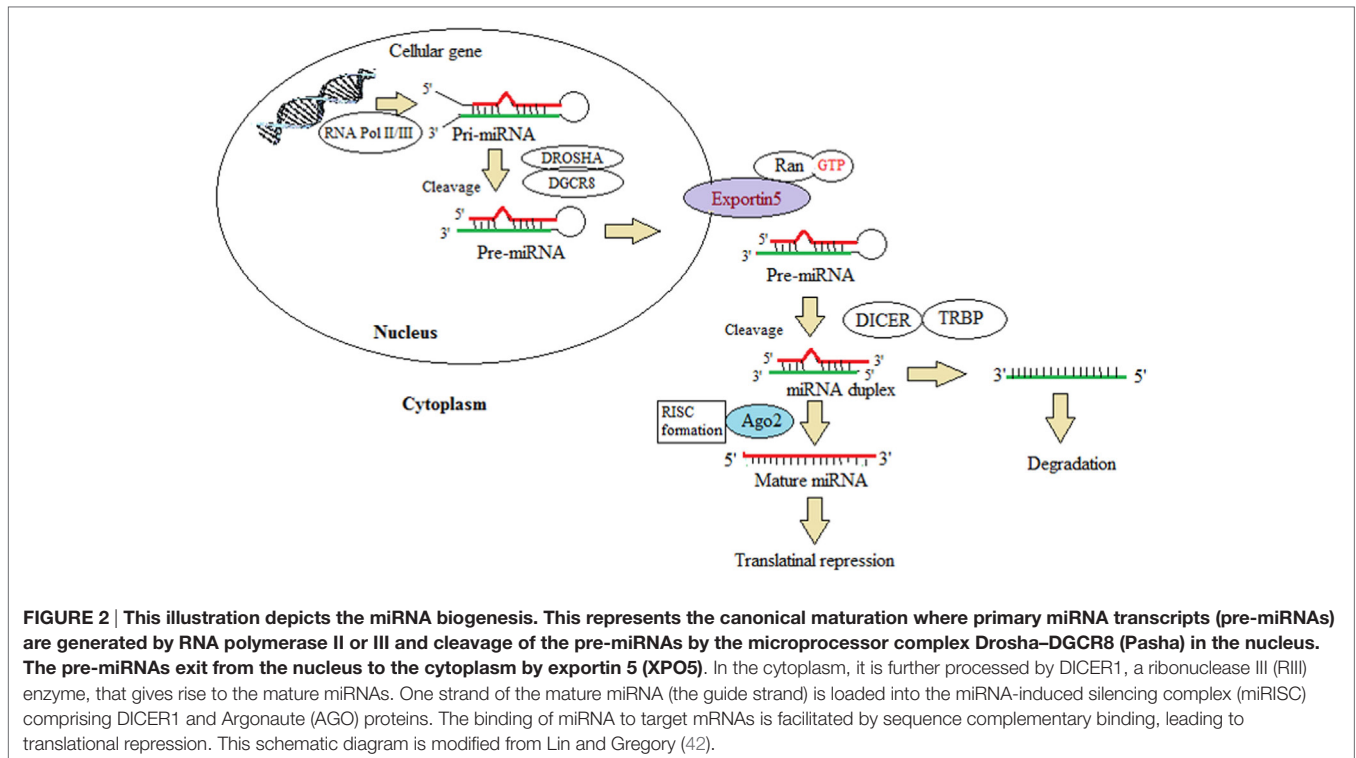 Cellular gene
5'
RNA Pol II/III
3'
Pri-miRNA
Cleavage
DROSHA
DGCR8
5'
3'
Pre-miRNA
Nucleus
Cytoplasm
Ran
GTP
Exportin5
5'
3'
Pre-miRNA
Cleavage
DICER
TRBP
5'
3'
3'
5'
miRNA duplex
3'
5'
Degradation
RISC
formation
Ago2
5'
3'
Mature miRNA
Translatinal repression
FIGURE 2 | This illustration depicts the miRNA biogenesis. This represents the canonical maturation where primary miRNA transcripts (pre-miRNAs)
are generated by RNA polymerase II or III and cleavage of the pre-miRNAs by the microprocessor complex Drosha–DGCR8 (Pasha) in the nucleus.
The pre-miRNAs exit from the nucleus to the cytoplasm by exportin 5 (XPO5). In the cytoplasm, it is further processed by DICER1, a ribonuclease III (RIII)
enzyme, that gives rise to the mature miRNAs. One strand of the mature miRNA (the guide strand) is loaded into the miRNA-induced silencing complex (miRISC)
comprising DICER1 and Argonaute (AGO) proteins. The binding of miRNA to target mRNAs is facilitated by sequence complementary binding, leading to
translational repression. This schematic diagram is modified from Lin and Gregory (42).